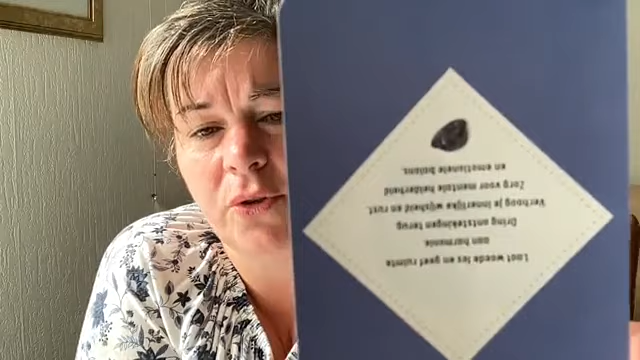 Laat woede los en geef ruimte
aan harmonie.
Dring ontstekingen terug.
Verhoog je innerlijke wijsheid en rust.
Zorg voor mentale helderheid
en emotionele balans.